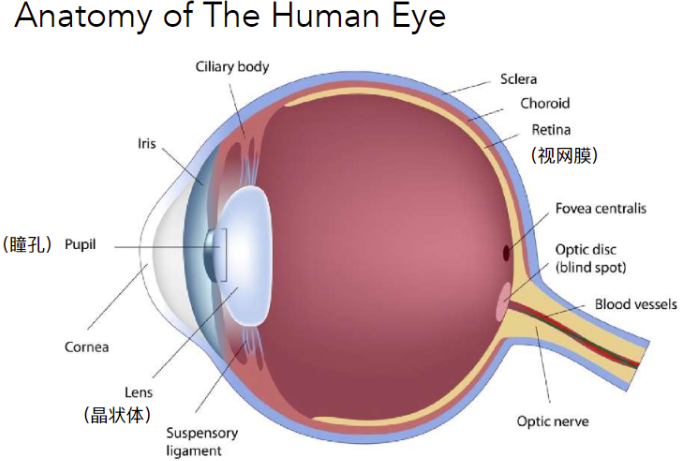 Anatomy of The Human Eye
Ciliary body
Sclera
Choroid
Iris
Retina
(视网膜)
Fovea centralis
(瞳孔) Pupil
Optic disc
(blind spot)
Blood vessels
Cornea
Lens
(晶状体)
Suspensory
ligament
Optic nerve